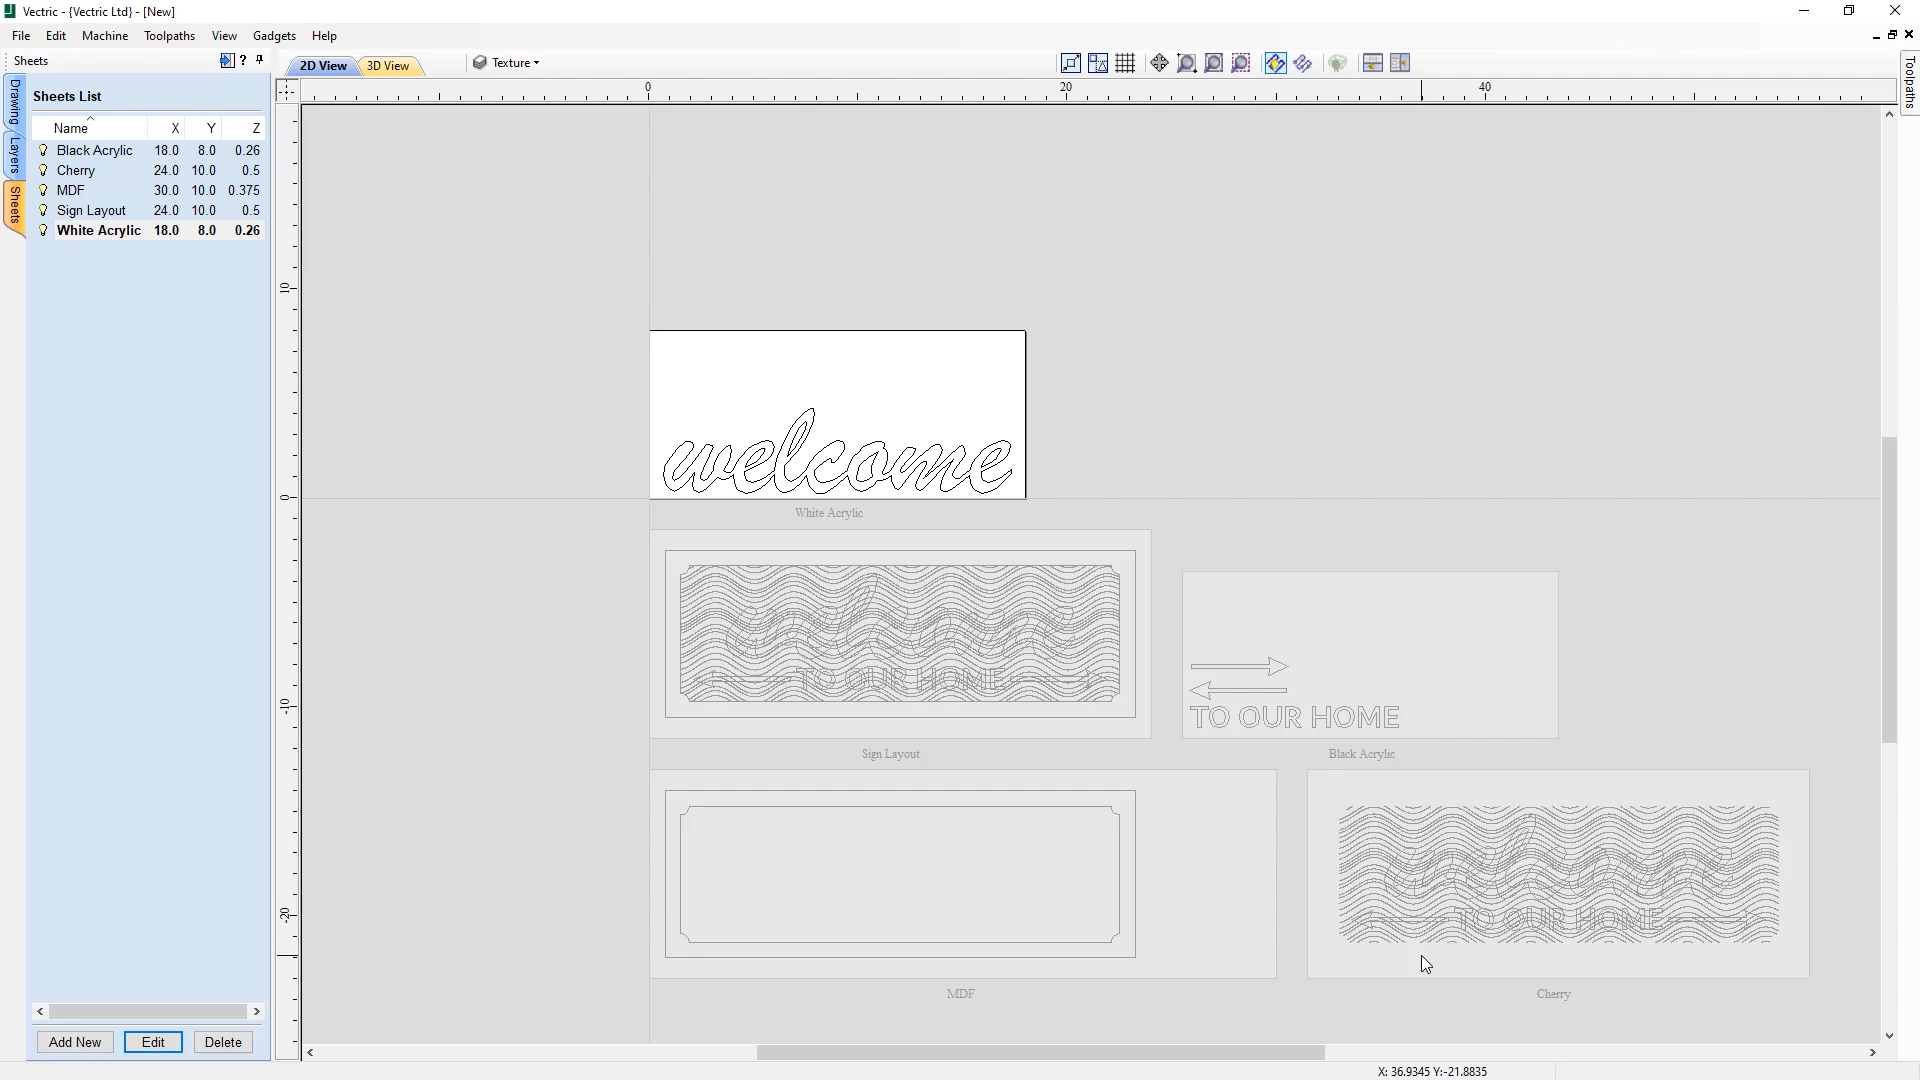 Vectric - {Vectric Ltd} - [New]
File Edit Machine Toolpaths View Gadgets Help
Sheets ?
2D View 3D View Texture
Toolpaths
Drawing
Layers
Sheets
Sheets List
Name X Y Z
Black Acrylic 18.0 8.0 0.26
Cherry 24.0 10.0 0.5
MDF 30.0 10.0 0.375
Sign Layout 24.0 10.0 0.5
White Acrylic 18.0 8.0 0.26
0 20 40
10
0
-10
-20
welcome
White Acrylic
welcome
TO OUR HOME
Sign Layout
TO OUR HOME
Black Acrylic
MDF
welcome
TO OUR HOME
Cherry
Add New Edit Delete
X: 36.9345 Y:-21.8835